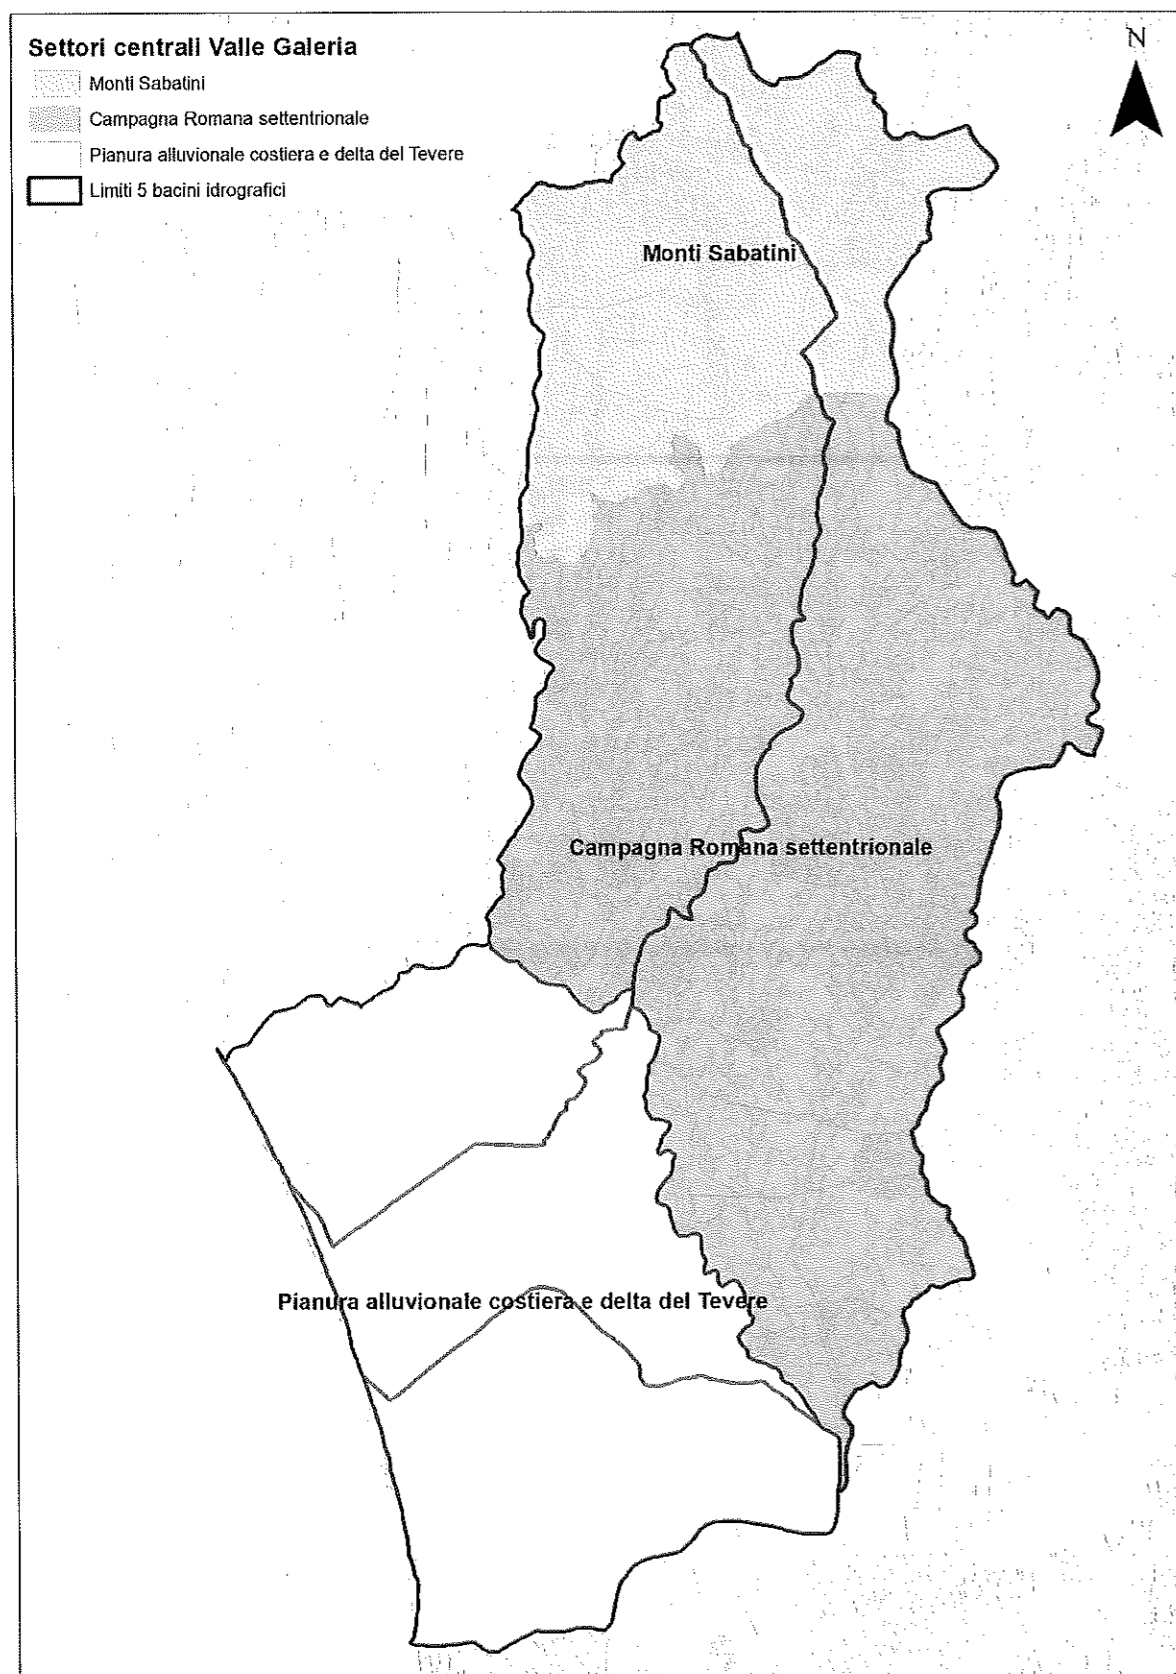 Settori centrali Valle Galeria
Monti Sabatini
Campagna Romana settentrionale
Pianura alluvionale costiera e delta del Tevere
Limiti 5 bacini idrografici
N
Monti Sabatini
Campagna Romana settentrionale
Pianura alluvionale costiera e delta del Tevere